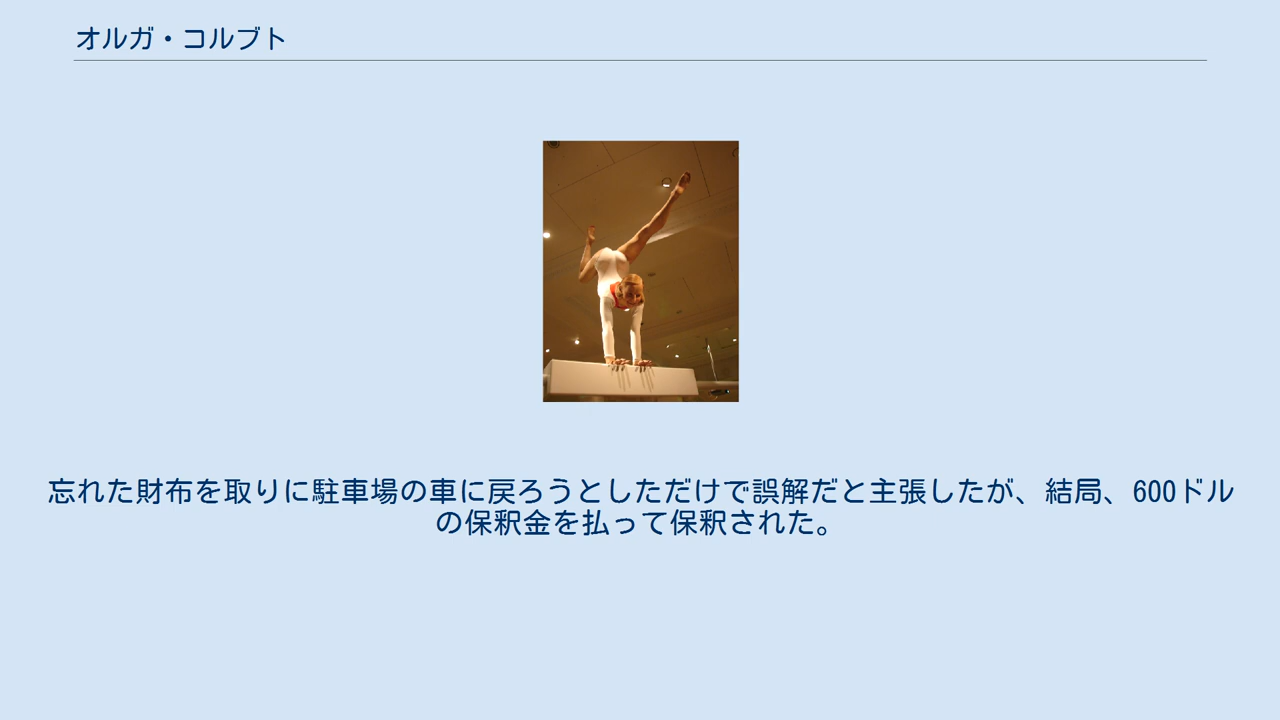 オルガ・コルブト
忘れた財布を取りに駐車場の車に戻ろうとしただけで誤解だと主張したが、結局、600ドル
の保釈金を払って保釈された。